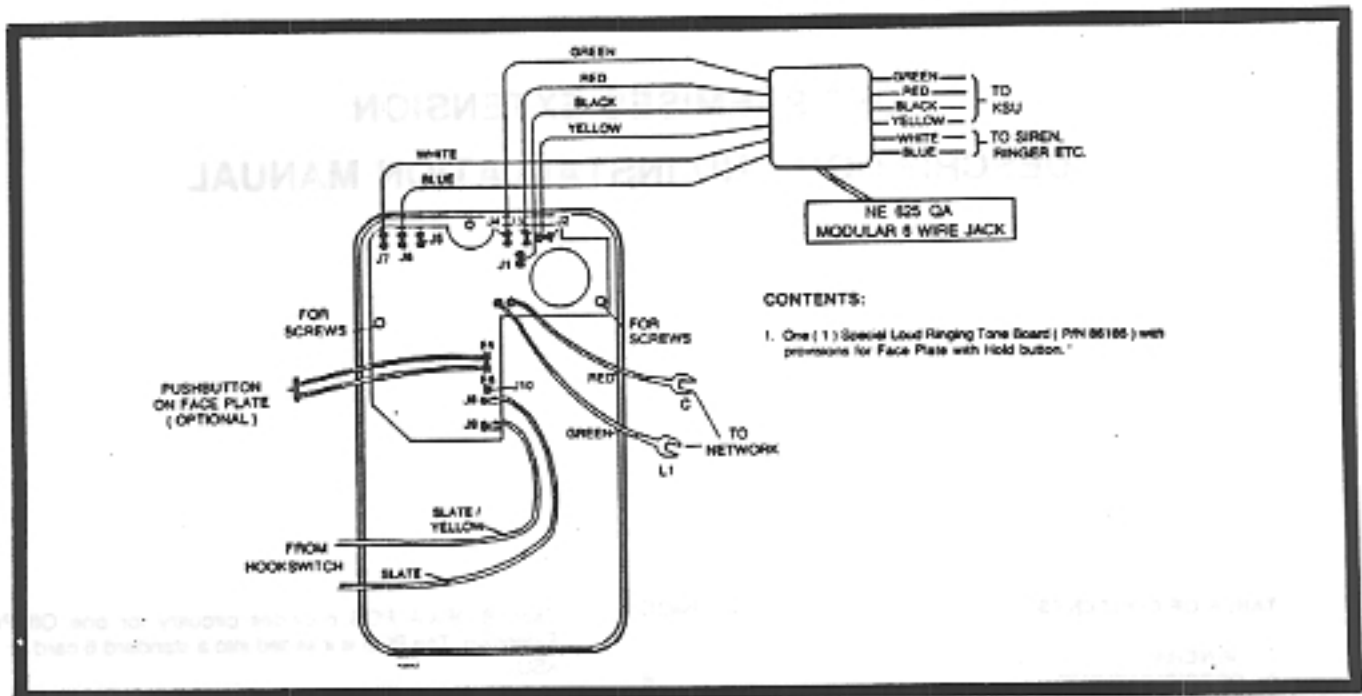 GREEN
RED
BLACK
YELLOW
WHITE
BLUE
GREEN
RED
BLACK
YELLOW
WHITE
BLUE
TO
KSU
TO SIREN,
RINGER ETC.
NE 625 QA
MODULAR 6 WIRE JACK
J4
J2
J7
J6
J5
J1
FOR
SCREWS
FOR
SCREWS
CONTENTS:
1. One ( 1 ) Special Loud Ringing Tone Board ( P/N 86186 ) with
provisions for Face Plate with Hold button."
PUSHBUTTON
ON FACE PLATE
( OPTIONAL )
J10
J8
J9
RED
C
GREEN
L1
TO
NETWORK
SLATE /
YELLOW
FROM
HOOKSWITCH
SLATE